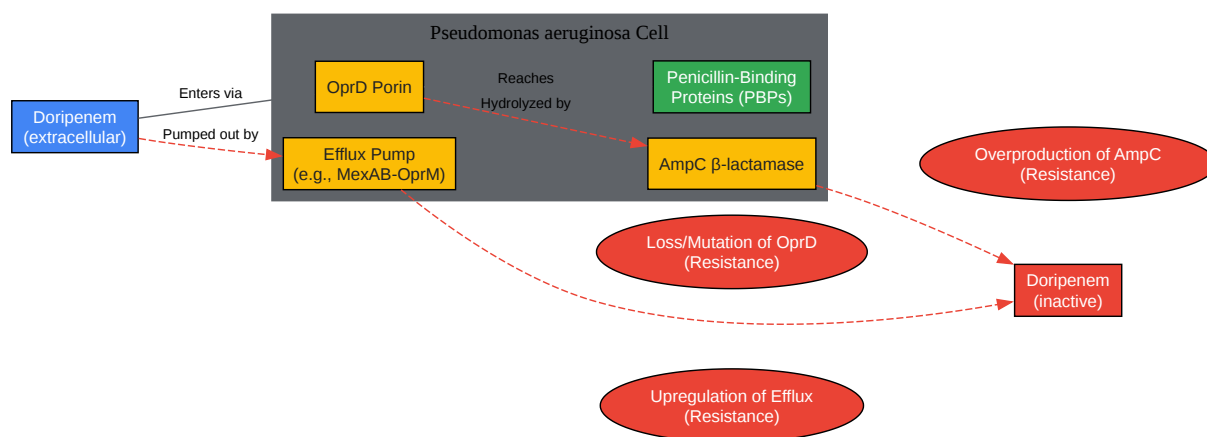 Pseudomonas aeruginosa Cell
Doripenem
(extracellular)
Enters via
Pumped out by
OprD Porin
Efflux Pump
(e.g., MexAB-OprM)
Reaches
Hydrolyzed by
Penicillin-Binding
Proteins (PBPs)
AmpC β-lactamase
Overproduction of AmpC
(Resistance)
Loss/Mutation of OprD
(Resistance)
Doripenem
(inactive)
Upregulation of Efflux
(Resistance)